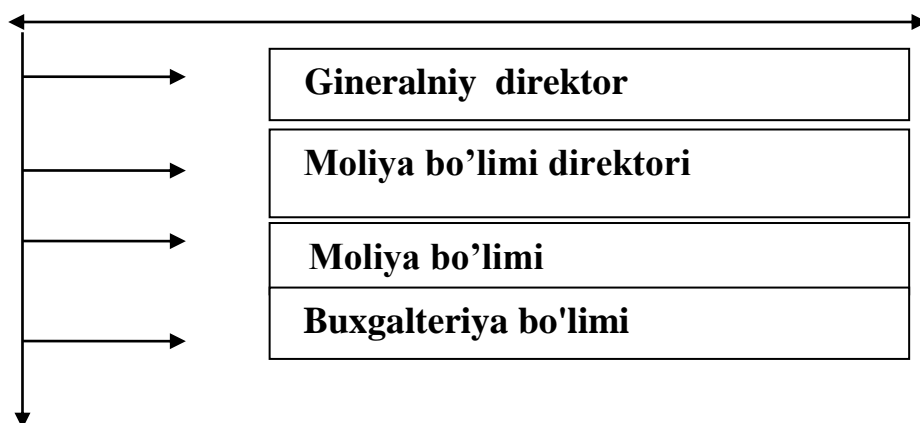 Gineralniy direktor
Moliya bo’limi direktori
Moliya bo’limi
Buxgalteriya bo'limi